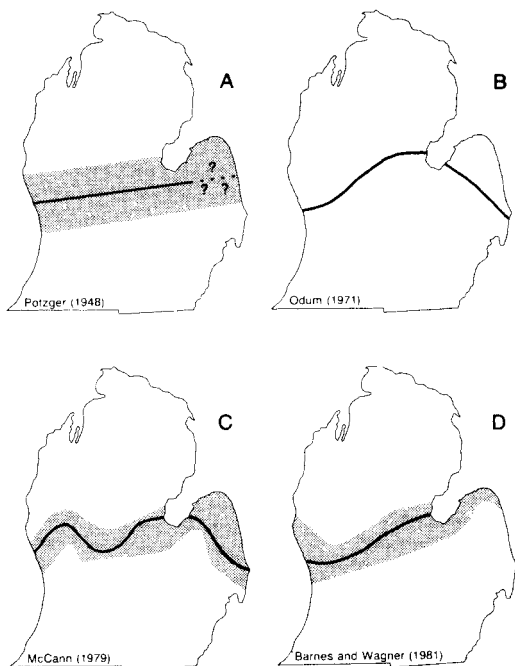 A
?
? ?
Potzger (1948)
B
Odum (1971)
C
McCann (1979)
D
Barnes and Wagner (1981)